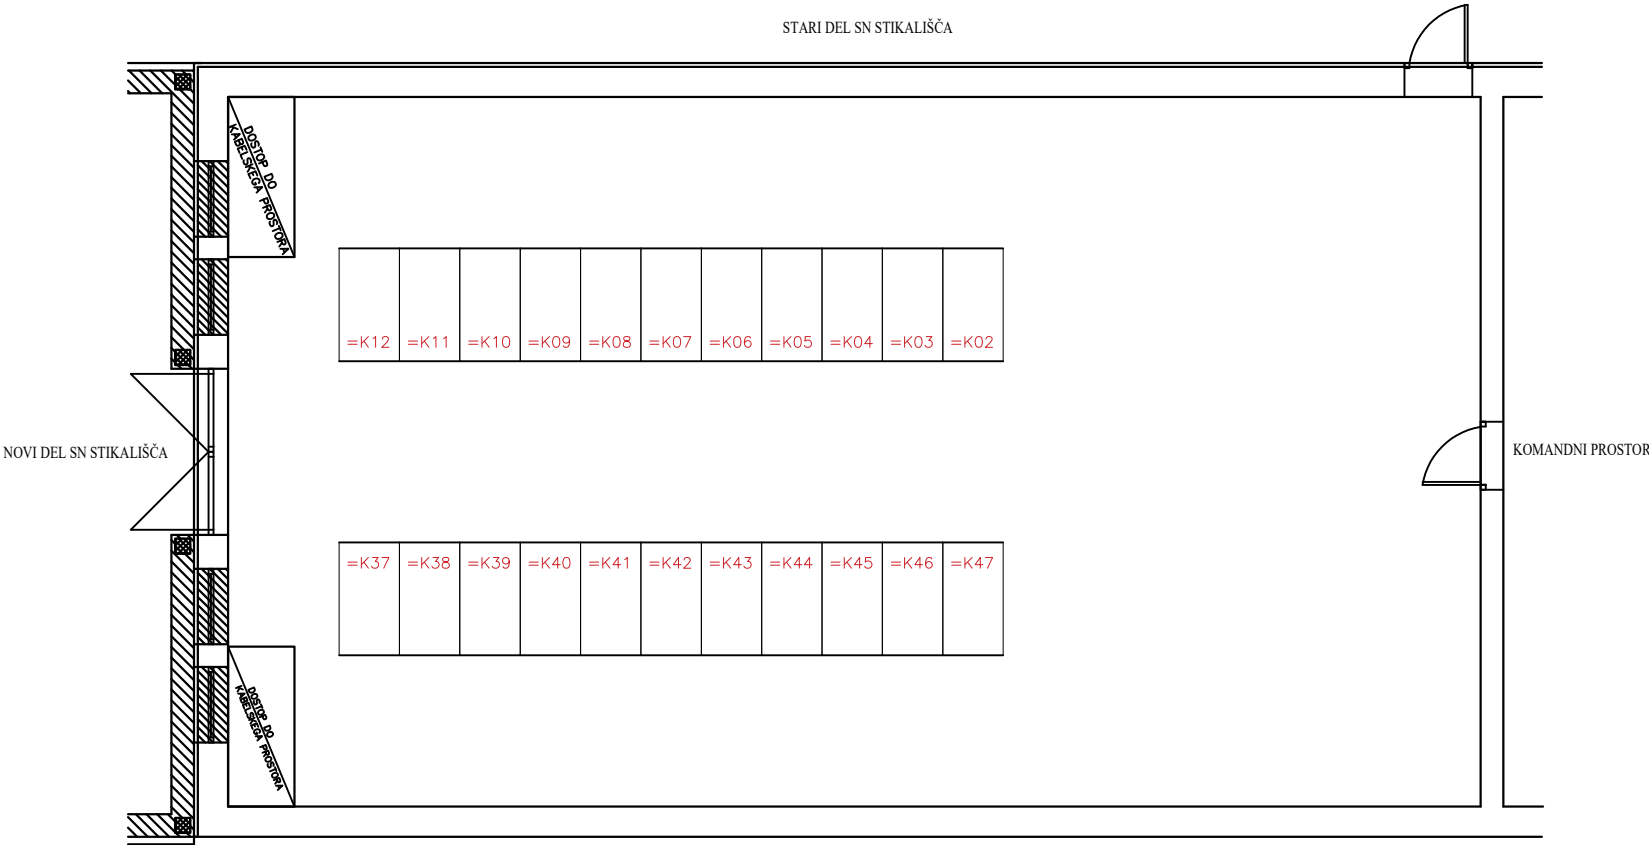 STARI DEL SN STIKALIŠČA
DOSTOP DO
KABELSKEGA PROSTORA
=K12 =K11 =K10 =K09 =K08 =K07 =K06 =K05 =K04 =K03 =K02
NOVI DEL SN STIKALIŠČA
KOMANDNI PROSTOR
=K37 =K38 =K39 =K40 =K41 =K42 =K43 =K44 =K45 =K46 =K47
DOSTOP DO
KABELSKEGA PROSTORA